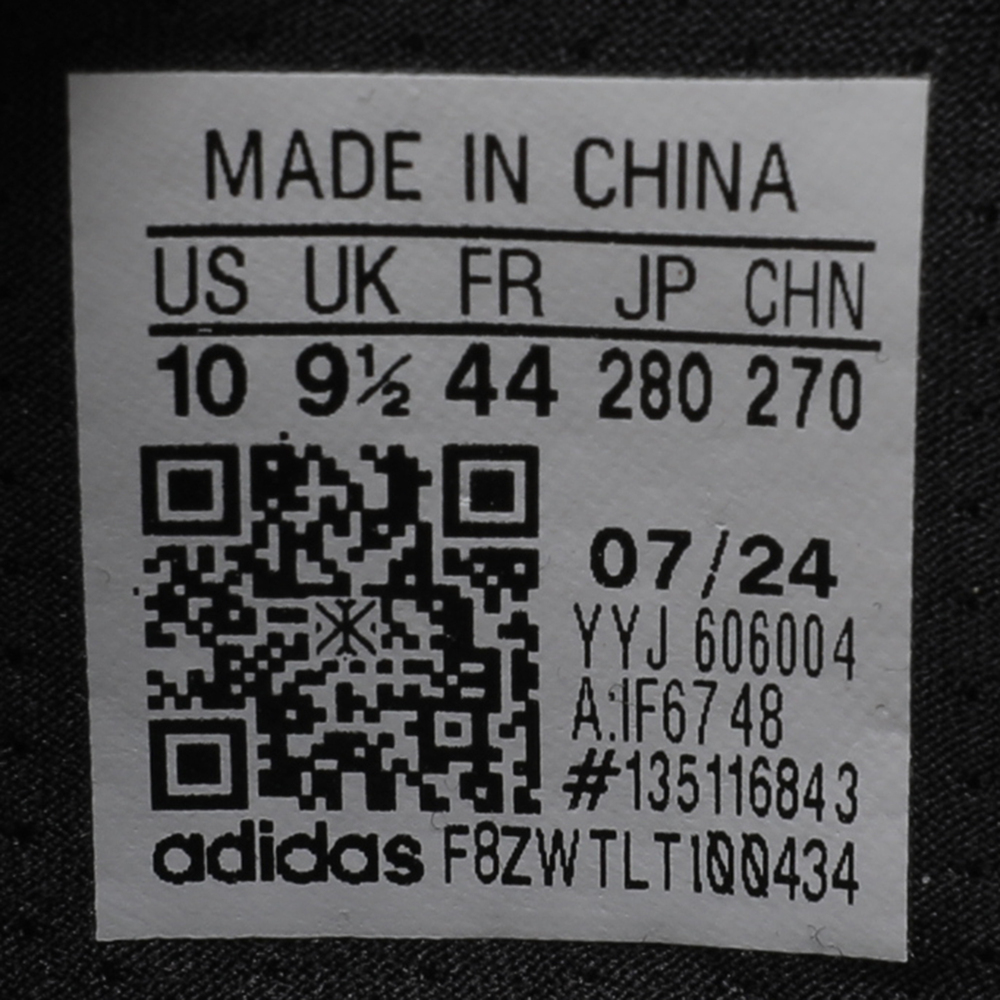 MADE IN CHINA
US UK FR JP CHN
10 9½ 44 280 270
07/24
YYJ 606004
A.IF6748
#135116843
adidas F8ZWTLT100434